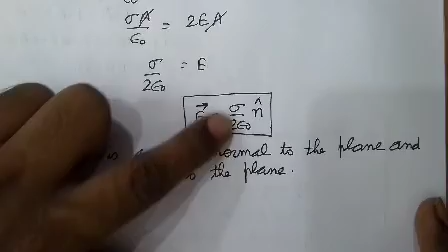 σA/ε0 = 2EA
σ/2ε0 = E
E⃗ σ/2ε0 n̂
normal to the plane and
the plane.